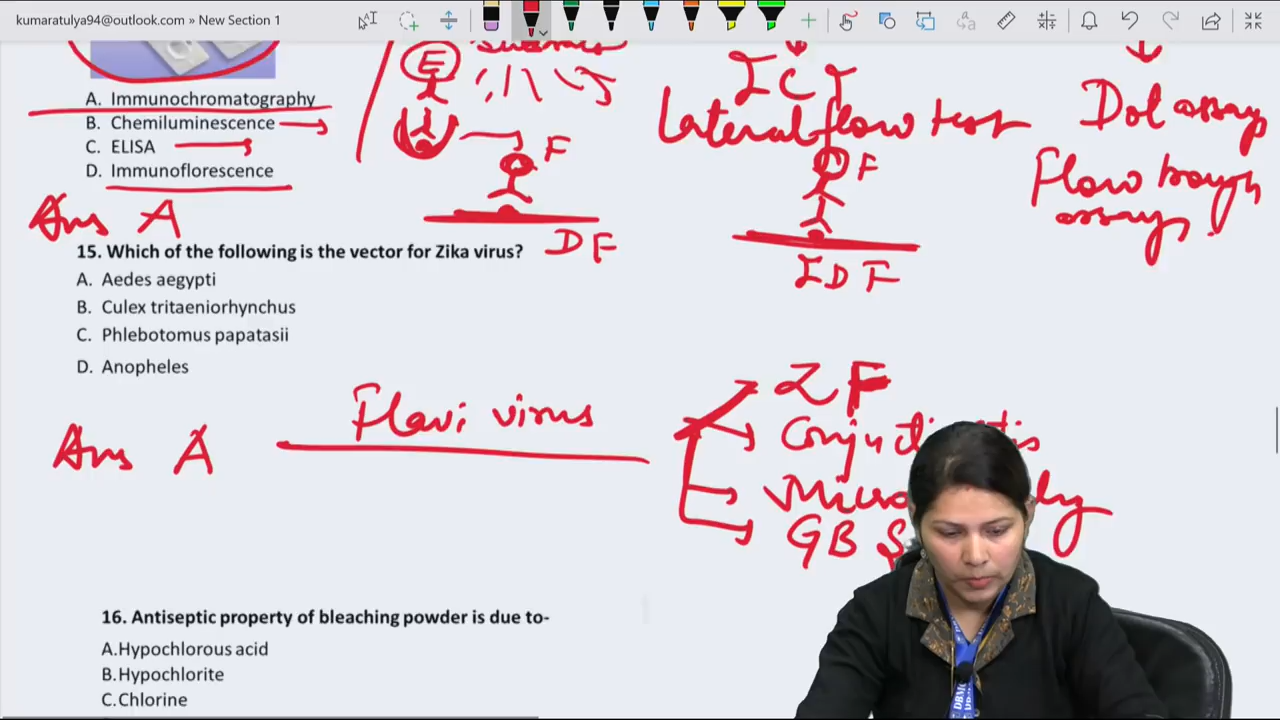 kumaratulya94@outlook.com » New Section 1
E
A. Immunochromatography
B. Chemiluminescence
C. ELISA
D. Immunoflorescence
Ans A
F
DF
ICT
Lateral flow test
F
IDF
Dot assay
Flow trough
assay
15. Which of the following is the vector for Zika virus?
A. Aedes aegypti
B. Culex tritaeniorhynchus
C. Phlebotomus papatasii
D. Anopheles
Ans A
Flavi virus
ZF
GB S
16. Antiseptic property of bleaching powder is due to-
A.Hypochlorous acid
B.Hypochlorite
C.Chlorine